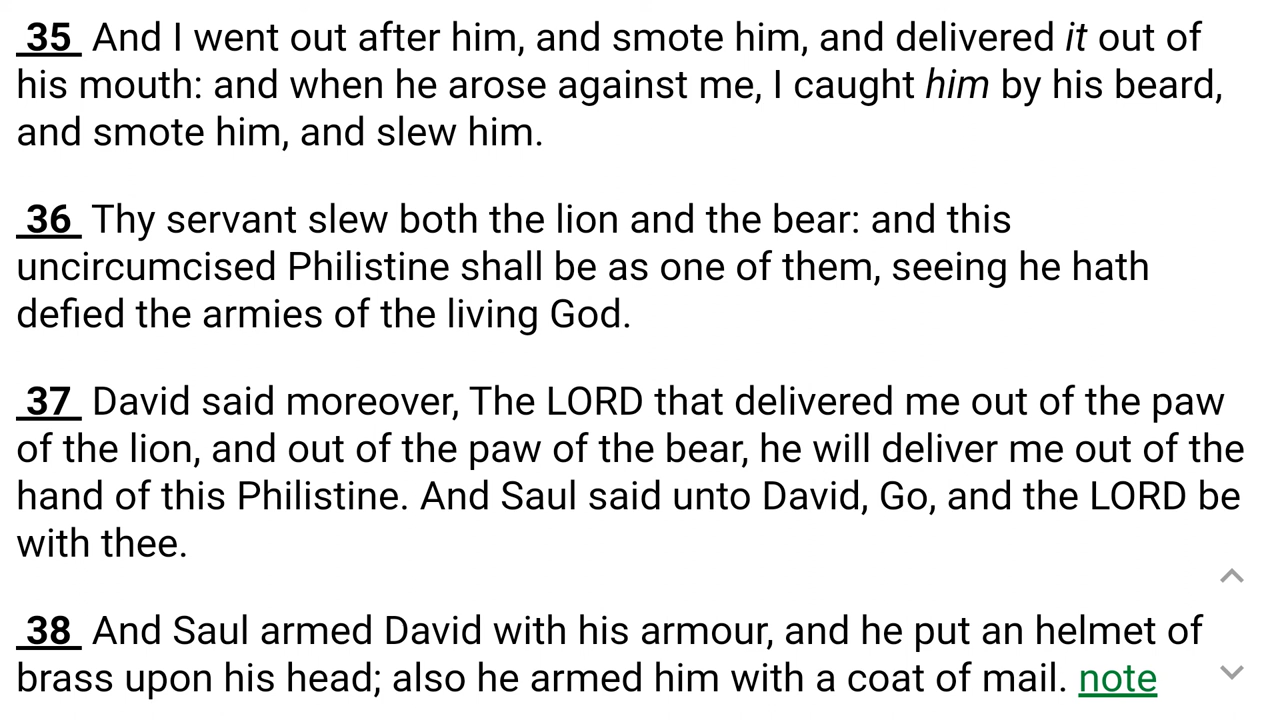 35 And I went out after him, and smote him, and delivered it out of
his mouth: and when he arose against me, I caught him by his beard,
and smote him, and slew him.
36 Thy servant slew both the lion and the bear: and this
uncircumcised Philistine shall be as one of them, seeing he hath
defied the armies of the living God.
37 David said moreover, The LORD that delivered me out of the paw
of the lion, and out of the paw of the bear, he will deliver me out of the
hand of this Philistine. And Saul said unto David, Go, and the LORD be
with thee.
38 And Saul armed David with his armour, and he put an helmet of
brass upon his head; also he armed him with a coat of mail. note